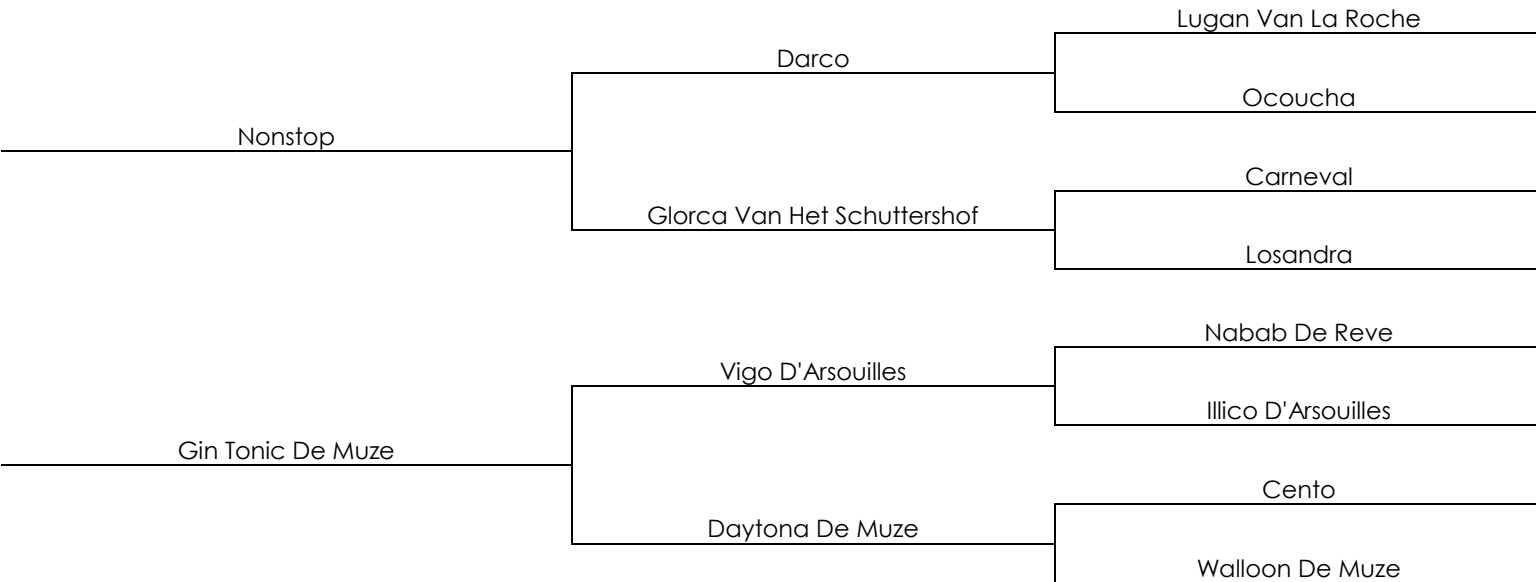 Lugan Van La Roche
Darco
Ocoucha
Nonstop
Carneval
Glorca Van Het Schuttershof
Losandra
Nabab De Reve
Vigo D'Arsouilles
Illico D'Arsouilles
Gin Tonic De Muze
Cento
Daytona De Muze
Walloon De Muze